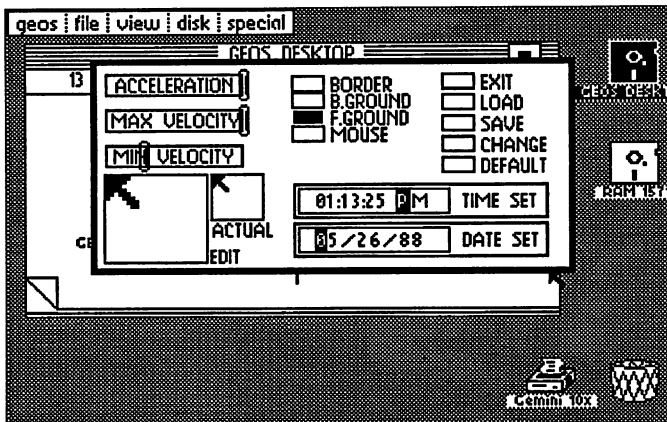 geos file view disk special
GEOS DESKTOP
13
ACCELERATION
MAX VELOCITY
MIN VELOCITY
ACTUAL
EDIT
BORDER
B.GROUND
F.GROUND
MOUSE
EXIT
LOAD
SAVE
CHANGE
DEFAULT
01:13:25 PM TIME SET
05/26/88 DATE SET
GEOS DESKT
RAM 157
Gemini 10x